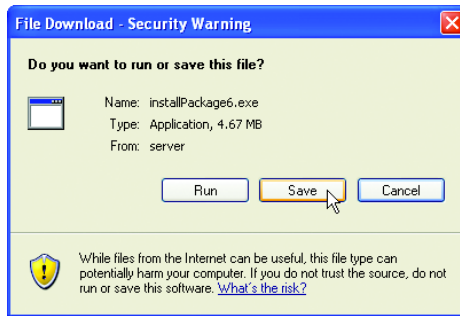 File Download - Security Warning
Do you want to run or save this file?
Name: installPackage6.exe
Type: Application, 4.67 MB
From: server
Run Save Cancel
While files from the Internet can be useful, this file type can
potentially harm your computer. If you do not trust the source, do not
run or save this software. What's the risk?